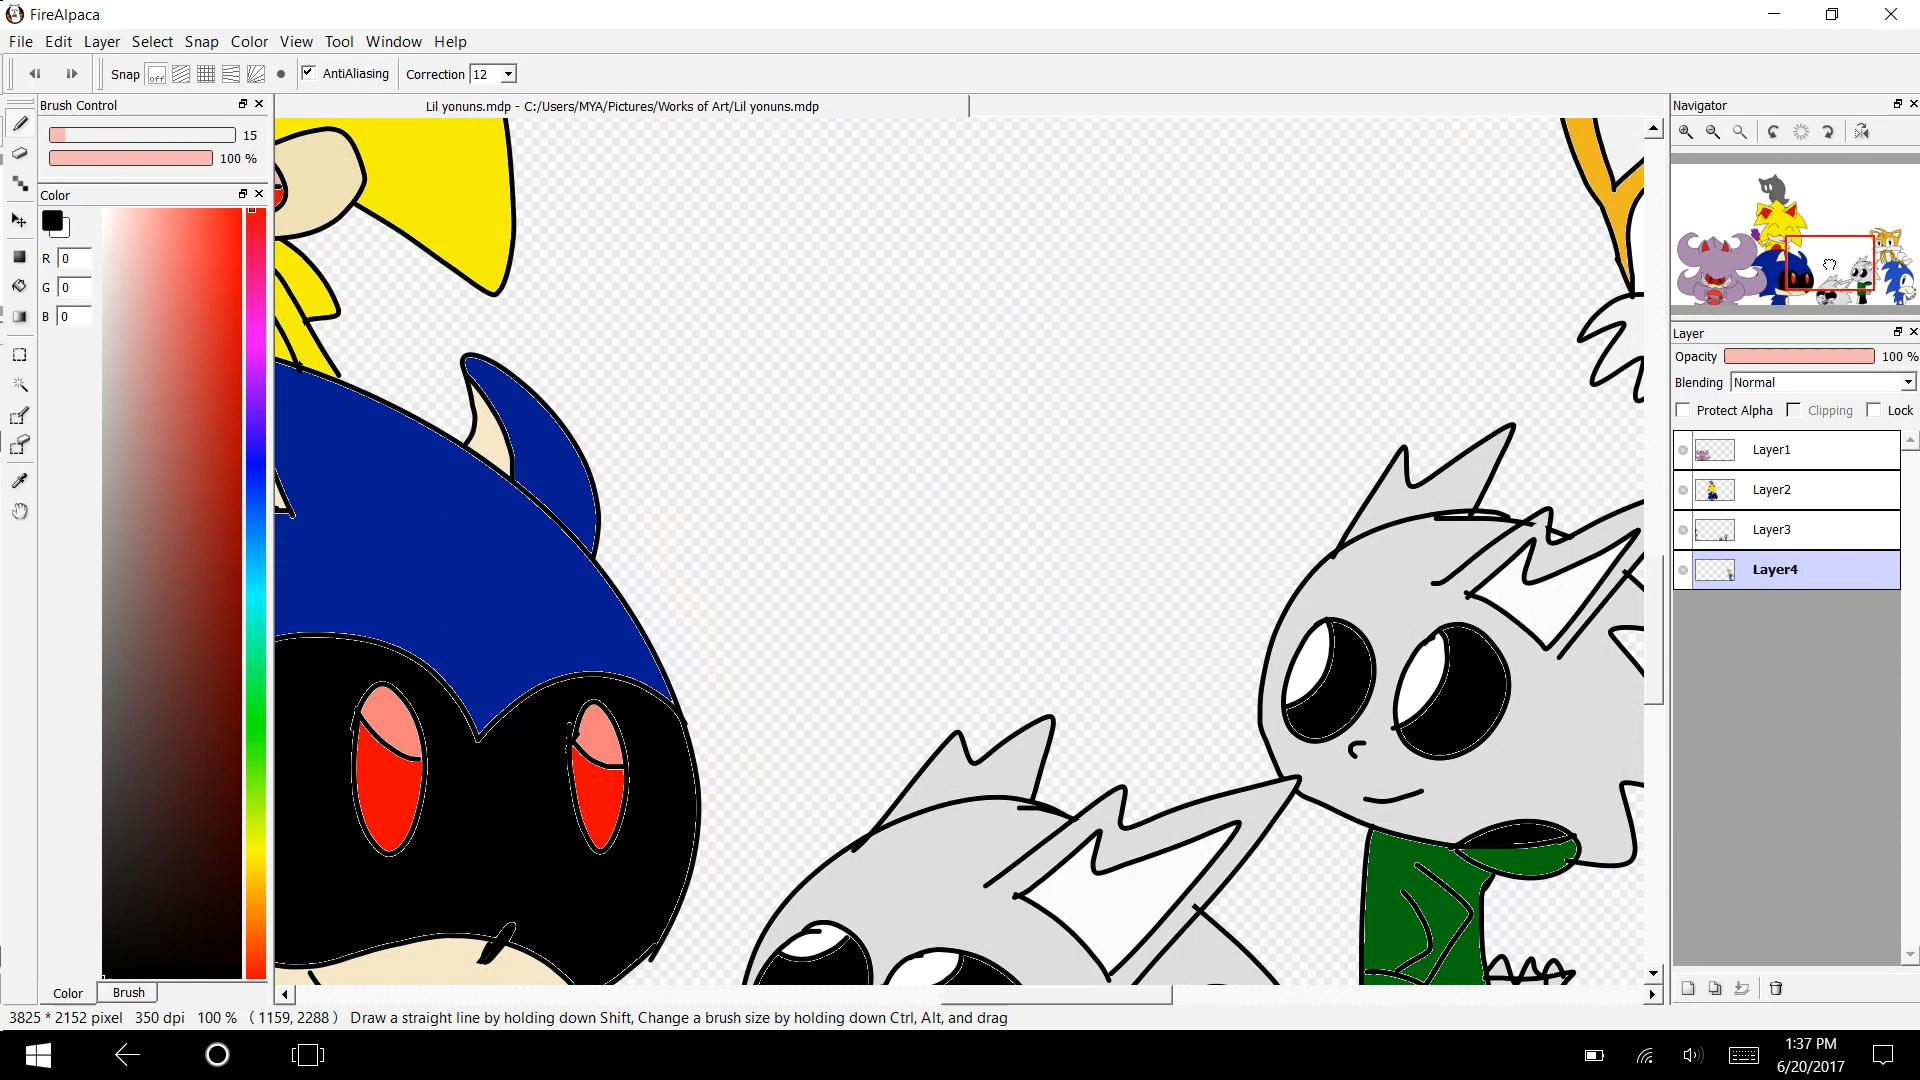 FireAlpaca
File Edit Layer Select Snap Color View Tool Window Help
Snap off AntiAliasing Correction 12
Brush Control
15
100 %
Color
R 0
G 0
B 0
Color Brush
Lil yonuns.mdp - C:/Users/MYA/Pictures/Works of Art/Lil yonuns.mdp
Navigator
Layer
Opacity 100 %
Blending Normal
Protect Alpha Clipping Lock
Layer1
Layer2
Layer3
Layer4
3825 * 2152 pixel 350 dpi 100 % ( 1159, 2288 ) Draw a straight line by holding down Shift, Change a brush size by holding down Ctrl, Alt, and drag
1:37 PM
6/20/2017